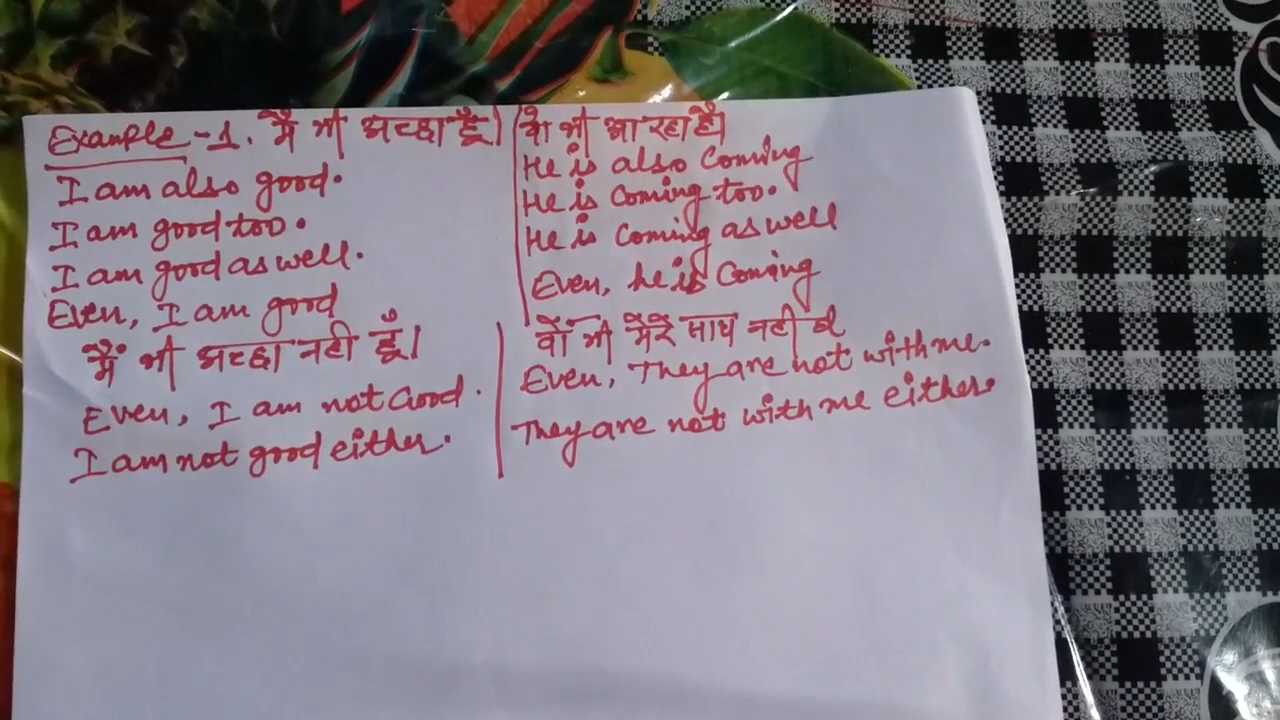 Example -1. मैं भी अच्छा हूँ।
I am also good.
I am good too.
I am good as well.
Even, I am good
मैं भी अच्छा नही हूँ।
Even, I am not Good.
I am not good either.
वो भी आ रहा है।
He is also Coming
He is Coming too.
He is Coming as well
Even, he is Coming
वो भी मेरे साथ नही है
Even, They are not with me.
They are not with me either.